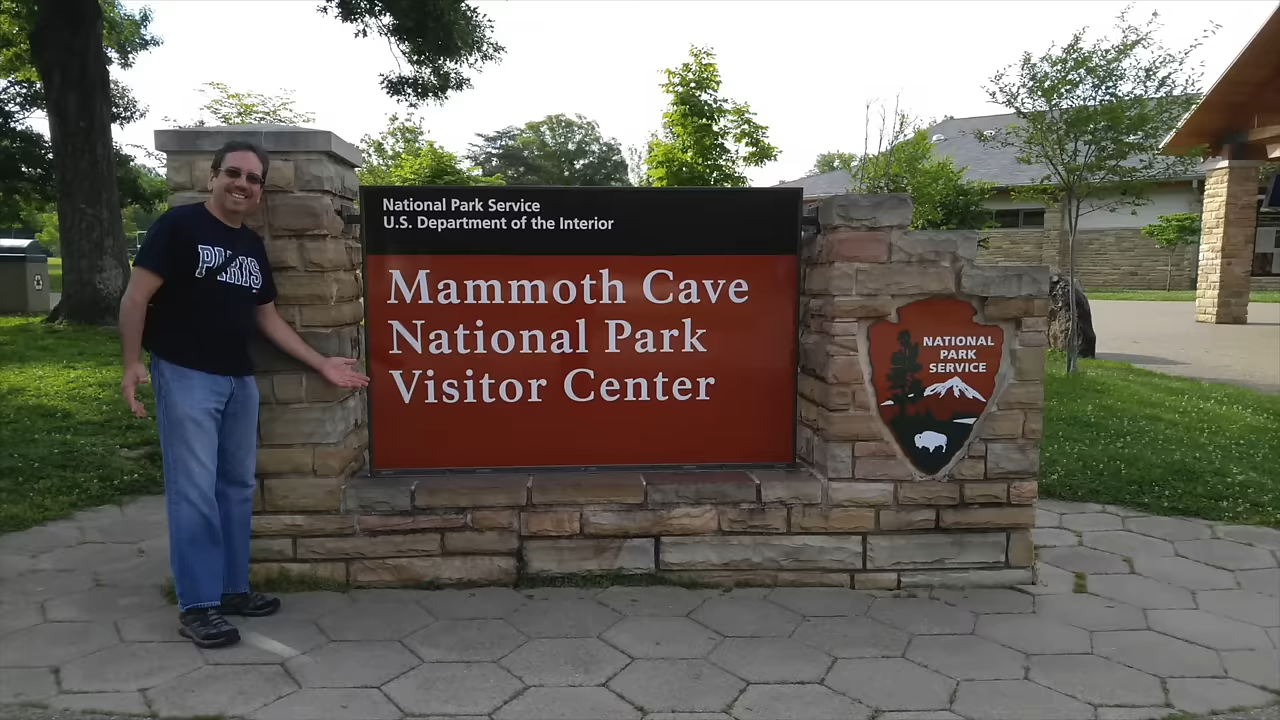 PARIS
National Park Service
U.S. Department of the Interior
Mammoth Cave
National Park
Visitor Center
NATIONAL
PARK
SERVICE